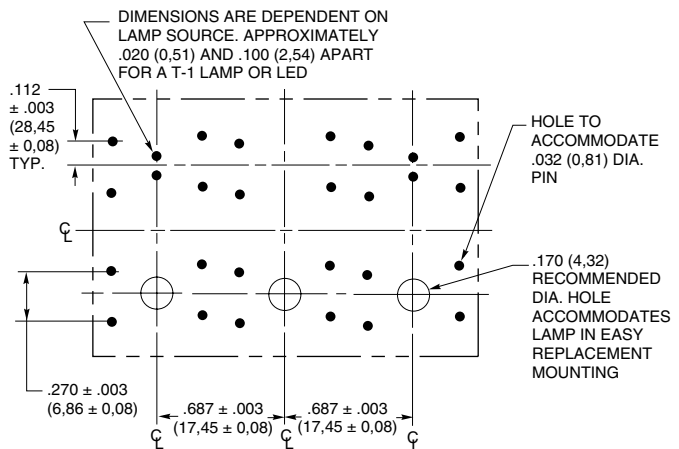 DIMENSIONS ARE DEPENDENT ON
LAMP SOURCE. APPROXIMATELY
.020 (0,51) AND .100 (2,54) APART
FOR A T-1 LAMP OR LED
.112
± .003
(28,45
± 0,08)
TYP.
HOLE TO
ACCOMMODATE
.032 (0,81) DIA.
PIN
℄
.170 (4,32)
RECOMMENDED
DIA. HOLE
ACCOMMODATES
LAMP IN EASY
REPLACEMENT
MOUNTING
.270 ± .003
(6,86 ± 0,08)
.687 ± .003
(17,45 ± 0,08)
.687 ± .003
(17,45 ± 0,08)
℄
℄
℄